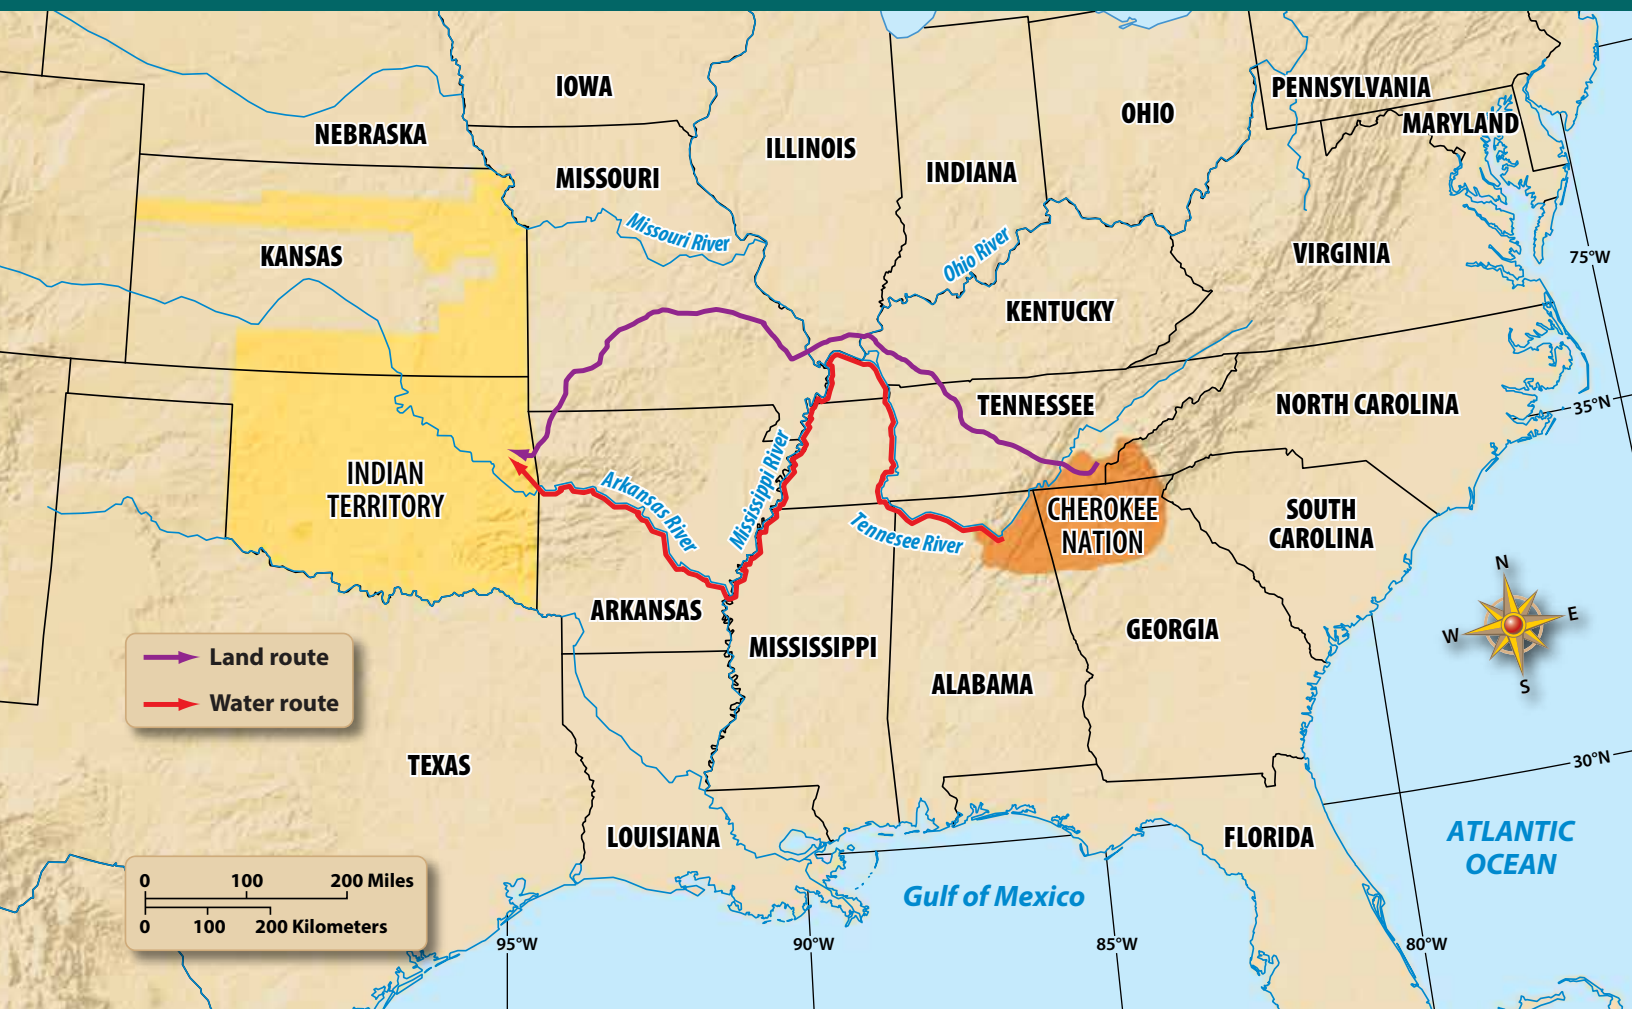 IOWA
PENNSYLVANIA
OHIO
MARYLAND
NEBRASKA
ILLINOIS
INDIANA
MISSOURI
Missouri River
Ohio River
KANSAS
VIRGINIA
75°W
KENTUCKY
TENNESSEE
NORTH CAROLINA
35°N
INDIAN
TERRITORY
Arkansas River
Mississippi River
Tennesee River
CHEROKEE
NATION
SOUTH
CAROLINA
N
E
W
S
ARKANSAS
MISSISSIPPI
GEORGIA
ALABAMA
Land route
Water route
TEXAS
30°N
LOUISIANA
FLORIDA
ATLANTIC
OCEAN
Gulf of Mexico
0 100 200 Miles
0 100 200 Kilometers
95°W
90°W
85°W
80°W